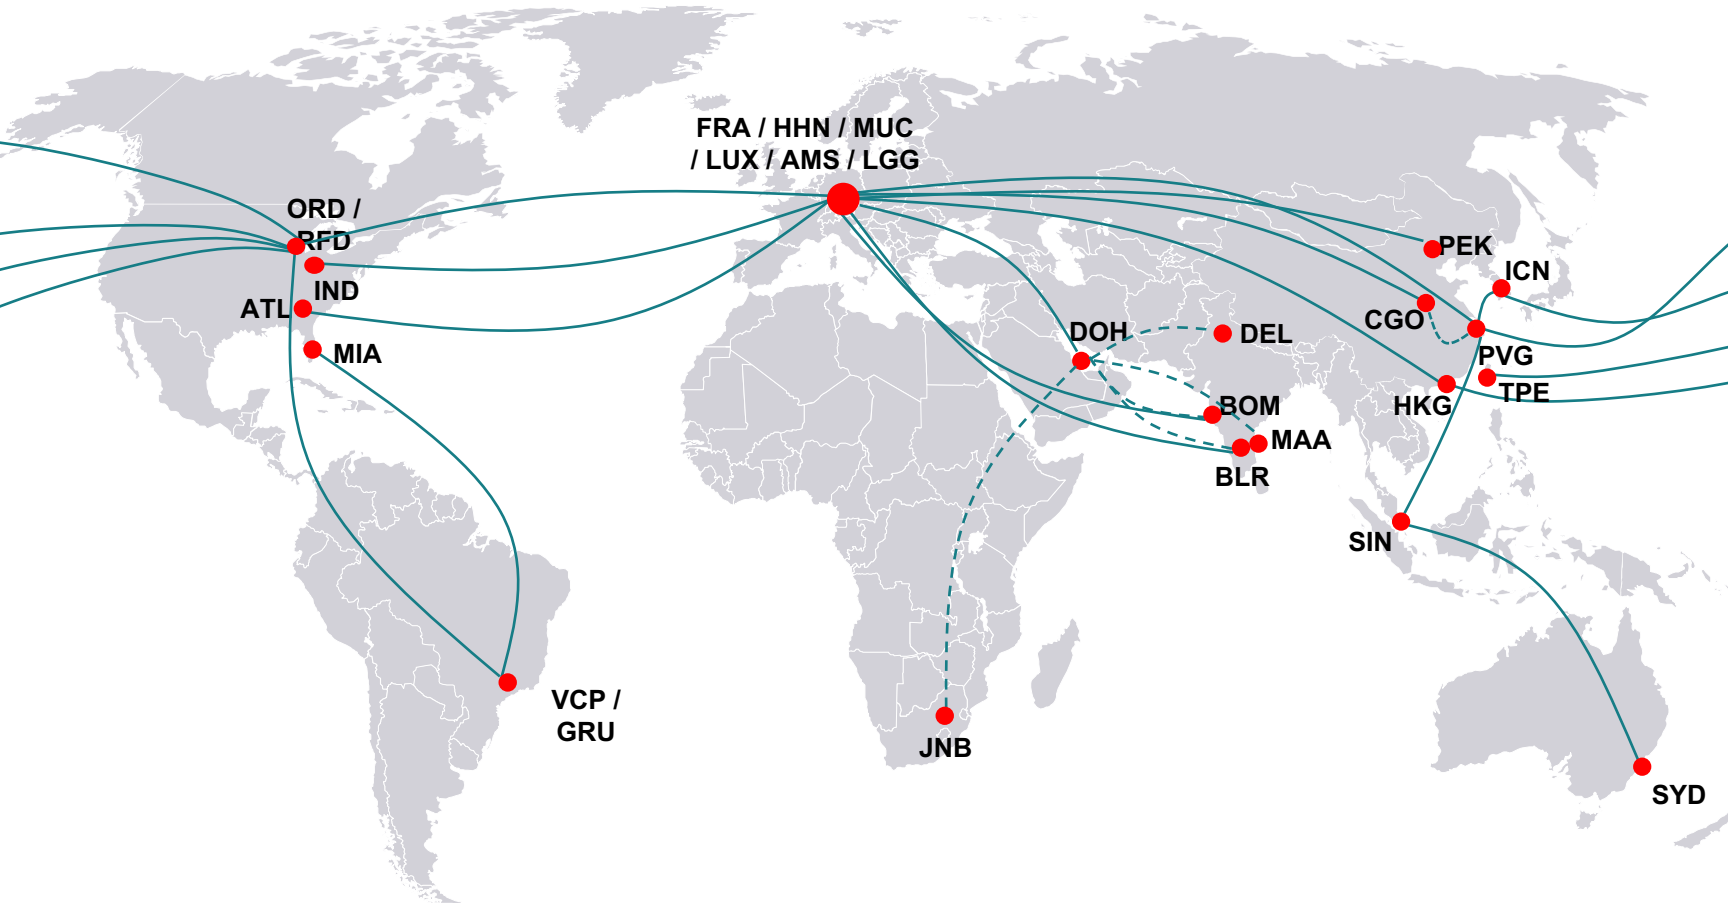 FRA / HHN / MUC
/ LUX / AMS / LGG
ORD /
RFD
IND
ATL
MIA
VCP /
GRU
DOH
DEL
BOM
MAA
BLR
JNB
PEK
ICN
CGO
PVG
TPE
HKG
SIN
SYD